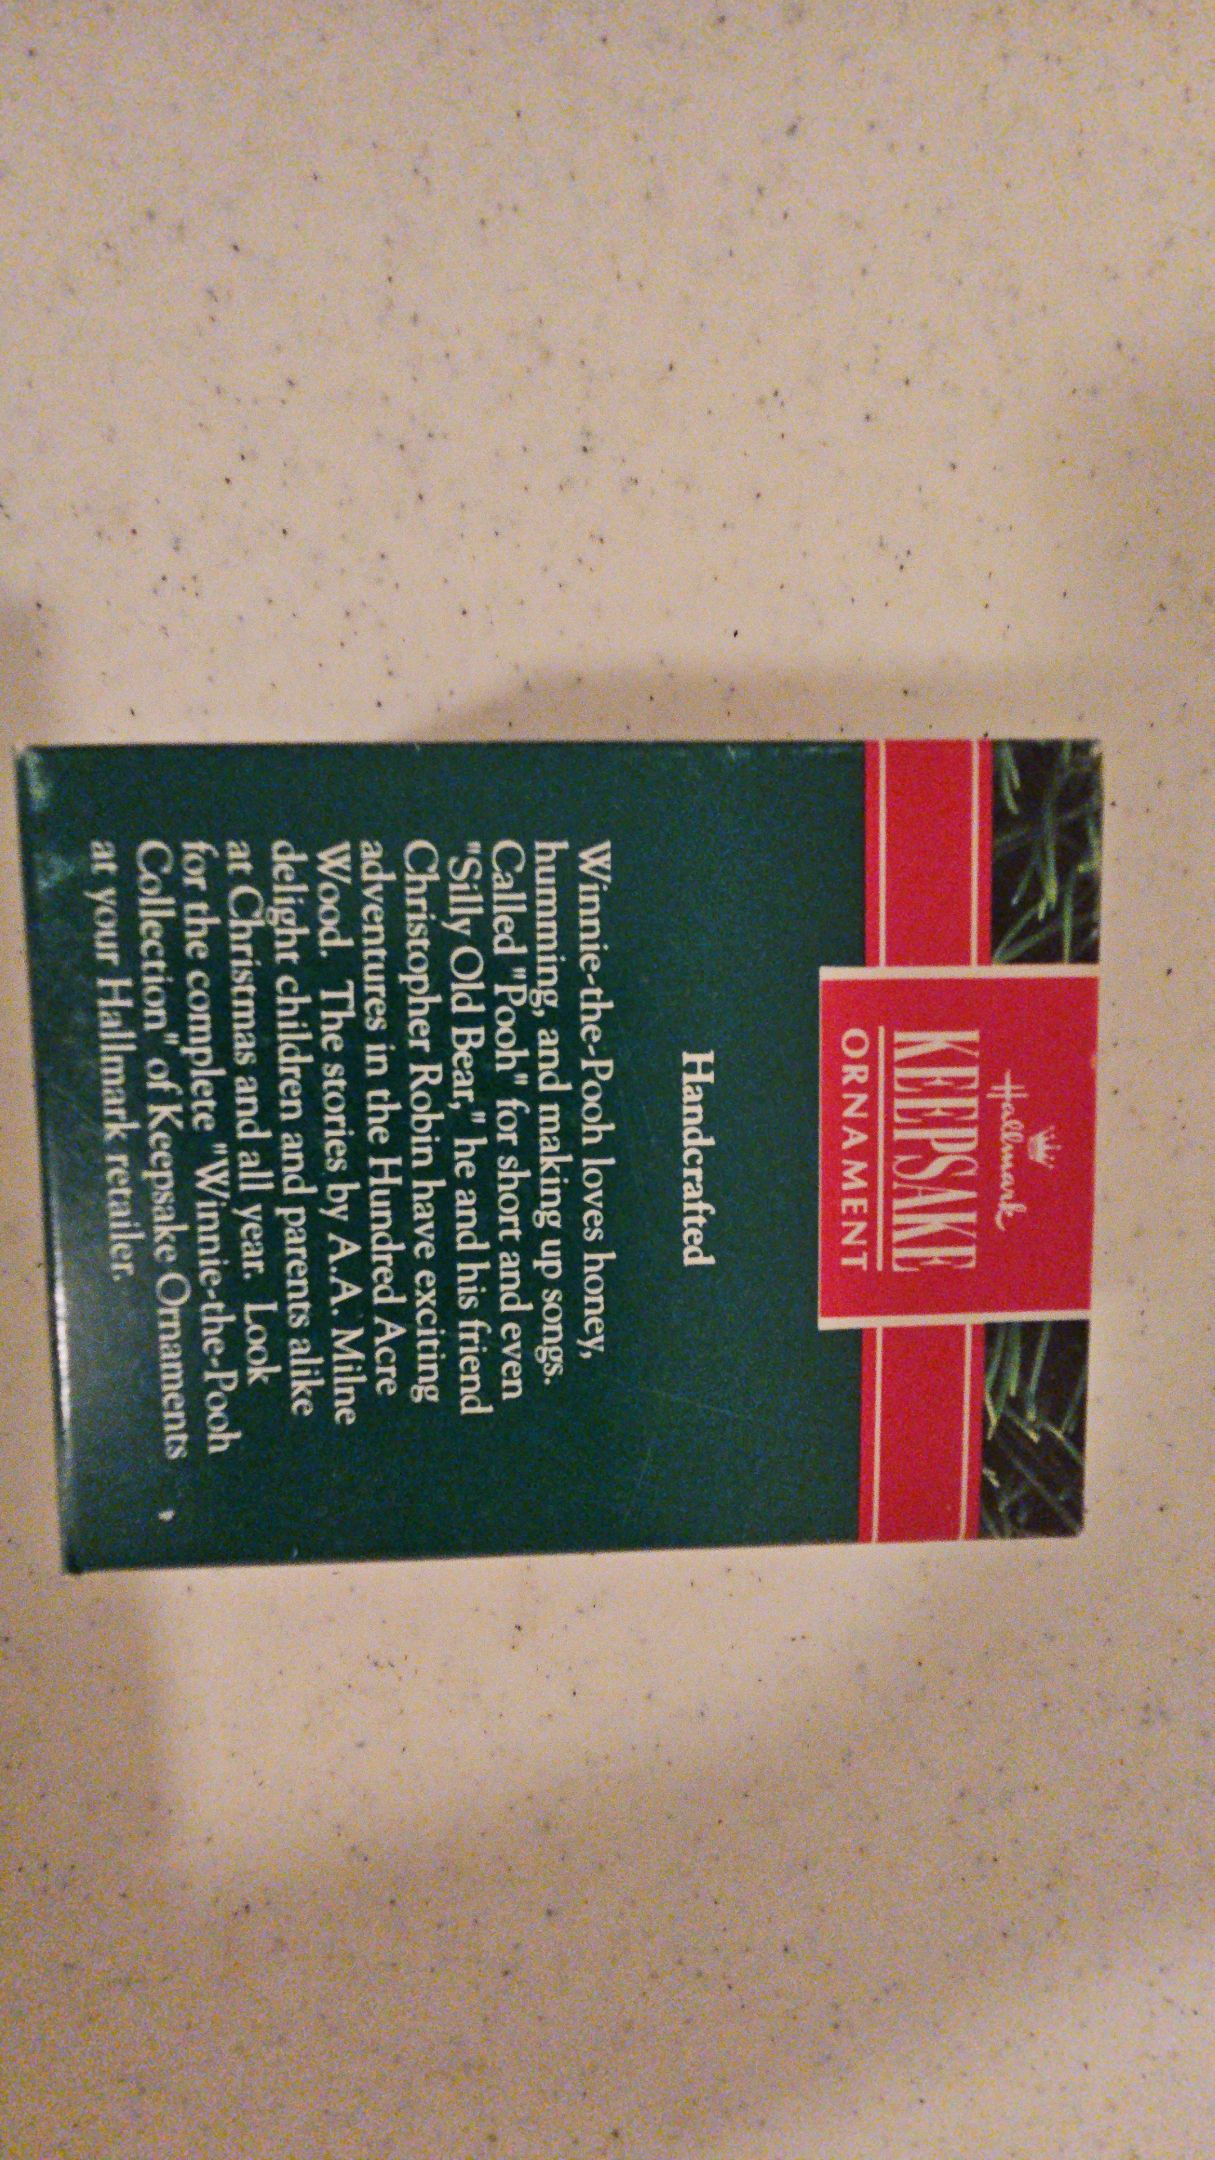 Hallmark
KEEPSAKE
ORNAMENT
Handcrafted
Winnie-the-Pooh loves honey,
humming, and making up songs.
Called "Pooh" for short and even
"Silly Old Bear," he and his friend
Christopher Robin have exciting
adventures in the Hundred Acre
Wood. The stories by A.A. Milne
delight children and parents alike
at Christmas and all year. Look
for the complete "Winnie-the-Pooh
Collection" of Keepsake Ornaments
at your Hallmark retailer.